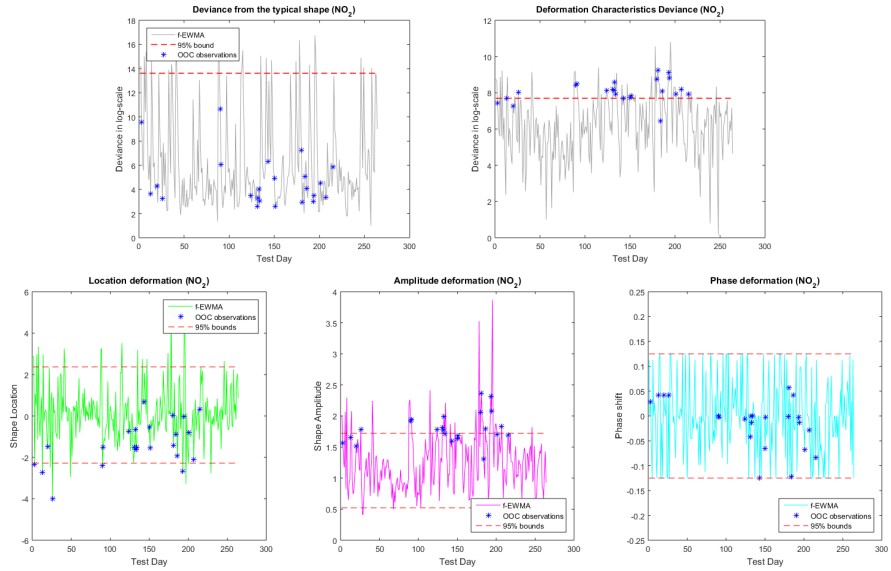 Deviance from the typical shape (NO2)
Deviance in log-scale
18
16
14
12
10
8
6
4
2
0
f-EWMA
95% bound
OOC observations
0 50 100 150 200 250 300
Test Day
Deformation Characteristics Deviance (NO2)
Deviance in log-scale
12
10
8
6
4
2
0
0 50 100 150 200 250 300
Test Day
Location deformation (NO2)
Shape Location
6
4
2
0
-2
-4
-6
f-EWMA
OOC observations
95% bounds
0 50 100 150 200 250 300
Test Day
Amplitude deformation (NO2)
Shape Amplitude
4
3.5
3
2.5
2
1.5
1
0.5
0
f-EWMA
OOC observations
95% bounds
0 50 100 150 200 250 300
Test Day
Phase deformation (NO2)
Phase shift
0.25
0.2
0.15
0.1
0.05
0
-0.05
-0.1
-0.15
-0.2
-0.25
f-EWMA
OOC observations
95% bounds
0 50 100 150 200 250 300
Test Day